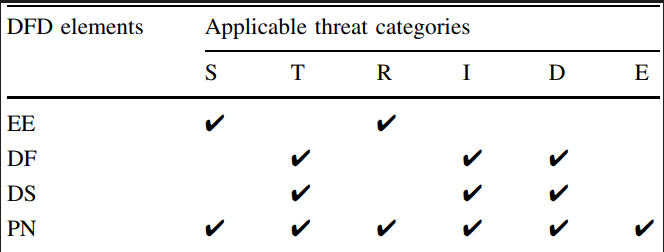 DFD elements Applicable threat categories
S T R I D E
EE ✔ ✔
DF ✔ ✔ ✔
DS ✔ ✔ ✔
PN ✔ ✔ ✔ ✔ ✔ ✔